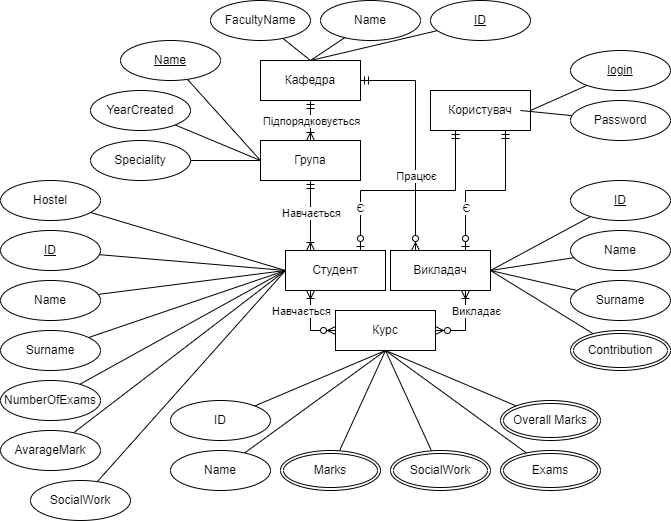 FacultyName
Name
ID
Name
Кафедра
login
YearCreated
Користувач
Підпорядковується
Password
Speciality
Група
Працює
Hostel
Навчається
Є
Є
ID
ID
Name
Студент
Викладач
Name
Surname
Навчається
Викладає
Курс
Surname
Contribution
NumberOfExams
ID
Overall Marks
AvarageMark
Name
Marks
SocialWork
Exams
SocialWork